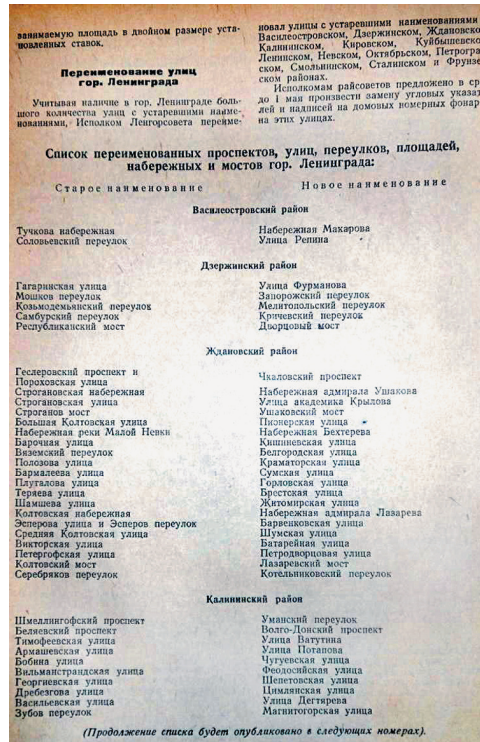 занимаемую площадь в двойном размере уста-
новленных ставок.
Переименование улиц
гор. Ленинграда
Учитывая наличие в гор. Ленинграде боль-
шого количества улиц с устаревшими наиме-
нованиями, Исполком Ленгорсовета переиме-
новал улицы с устаревшими наименованиями
Василеостровском, Дзержинском, Ждановско
Калининском, Кировском, Куйбышевско
Ленинском, Невском, Октябрьском, Петрогра
ском, Смольнинском, Сталинском и Фрунзе
ском районах.
Исполкомам райсоветов предложено в ср
до 1 мая произвести замену угловых указат
лей и надписей на домовых номерных фонар
на этих улицах.
Список переименованных проспектов, улиц, переулков, площадей,
набережных и мостов гор. Ленинграда:
Старое наименование Новое наименование
Василеостровский район
Тучкова набережная Набережная Макарова
Соловьевский переулок Улица Репина
Дзержинский район
Гагаринская улица Улица Фурманова
Мошков переулок Запорожский переулок
Козьмодемьянский переулок Мелитопольский переулок
Самбурский переулок Кричевский переулок
Республиканский мост Дворцовый мост
Ждановский район
Геслеровский проспект и
Пороховская улица Чкаловский проспект
Строгановская набережная Набережная адмирала Ушакова
Строгановская улица Улица академика Крылова
Строганов мост Ушаковский мост
Большая Колтовская улица Пионерская улица
Набережная реки Малой Невки Набережная Бехтерева
Барочная улица Кишиневская улица
Вяземский переулок Белгородская улица
Полозова улица Краматорская улица
Бармалеева улица Сумская улица
Плуталова улица Горловская улица
Теряева улица Брестская улица
Шамшева улица Житомирская улица
Колтовская набережная Набережная адмирала Лазарева
Эсперова улица и Эсперов переулок Барвенковская улица
Средняя Колтовская улица Шумская улица
Викторская улица Батарейная улица
Петергофская улица Петродворцовая улица
Колтовский мост Лазаревский мост
Серебряков переулок Котельниковский переулок
Калининский район
Шмеллингофский проспект Уманский переулок
Беляевский проспект Волго-Донский проспект
Тимофеевская улица Улица Ватутина
Армашевская улица Улица Потапова
Бобина улица Чугуевская улица
Вильманстрандская улица Феодосийская улица
Георгиевская улица Шепетовская улица
Дребезгова улица Цимлянская улица
Васильевская улица Улица Дегтярева
Зубов переулок Магнитогорская улица
(Продолжение списка будет опубликовано в следующих номерах).